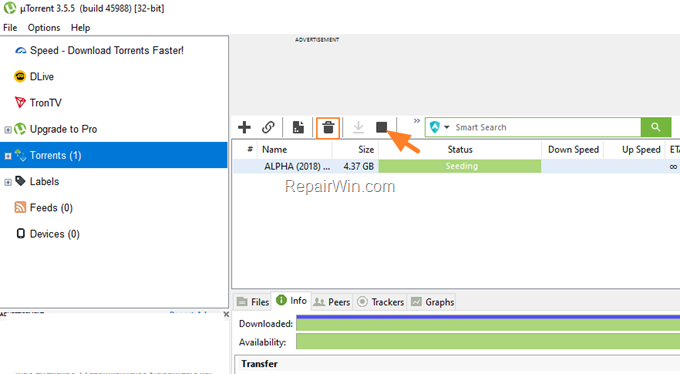 µTorrent 3.5.5 (build 45988) [32-bit]
File Options Help
ADVERTISEMENT
Speed - Download Torrents Faster!
DLive
TronTV
Upgrade to Pro
Torrents (1)
Labels
Feeds (0)
Devices (0)
» Smart Search
# Name Size Status Down Speed Up Speed ETA
ALPHA (2018) ... 4.37 GB Seeding ∞
RepairWin.com
Files Info Peers Trackers Graphs
Downloaded:
Availability:
Transfer